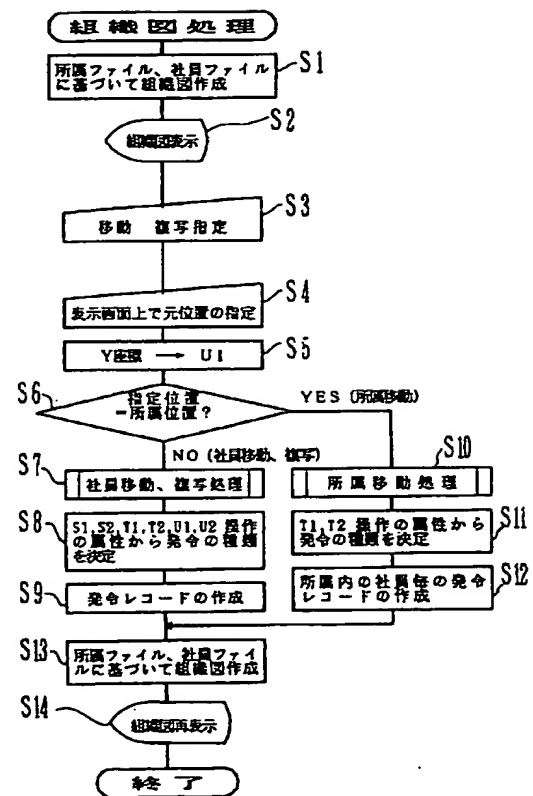 組織図処理
所属ファイル、社員ファイル
に基づいて組織図作成
S1
組織図表示
S2
移動 複写指定
S3
表示画面上で元位置の指定
S4
Y座標 → U1
S5
S6
指定位置
=所属位置?
YES (所属移動)
NO (社員移動、複写)
S7
社員移動、複写処理
S10
所属移動処理
S8
S1,S2,T1,T2,U1,U2 操作
の属性から発令の種類
を決定
S11
T1,T2 操作の属性から
発令の種類を決定
S9
発令レコードの作成
S12
所属内の社員毎の発令
レコードの作成
S13
所属ファイル、社員ファイ
ルに基づいて組織図作成
S14
組織図再表示
終了